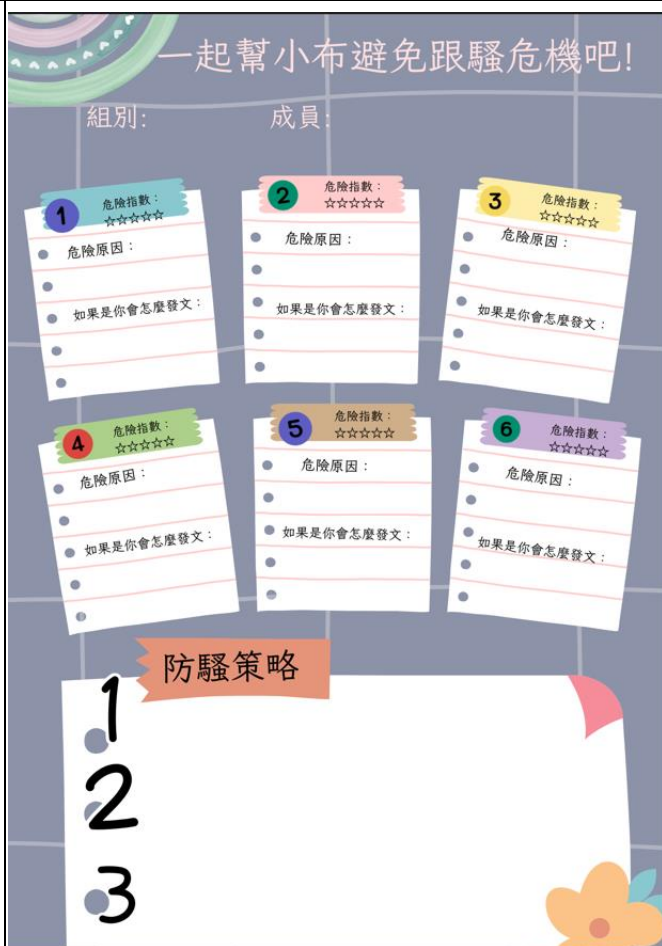 一起幫小布避免跟騷危機吧!
組別:
成員:
1
危險指數：
☆☆☆☆☆
危險原因：
如果是你會怎麼發文：
2
危險指數：
☆☆☆☆☆
危險原因：
如果是你會怎麼發文：
3
危險指數：
☆☆☆☆☆
危險原因：
如果是你會怎麼發文：
4
危險指數：
☆☆☆☆☆
危險原因：
如果是你會怎麼發文：
5
危險指數：
☆☆☆☆☆
危險原因：
如果是你會怎麼發文：
6
危險指數：
☆☆☆☆☆
危險原因：
如果是你會怎麼發文：
防騷策略
1
2
3